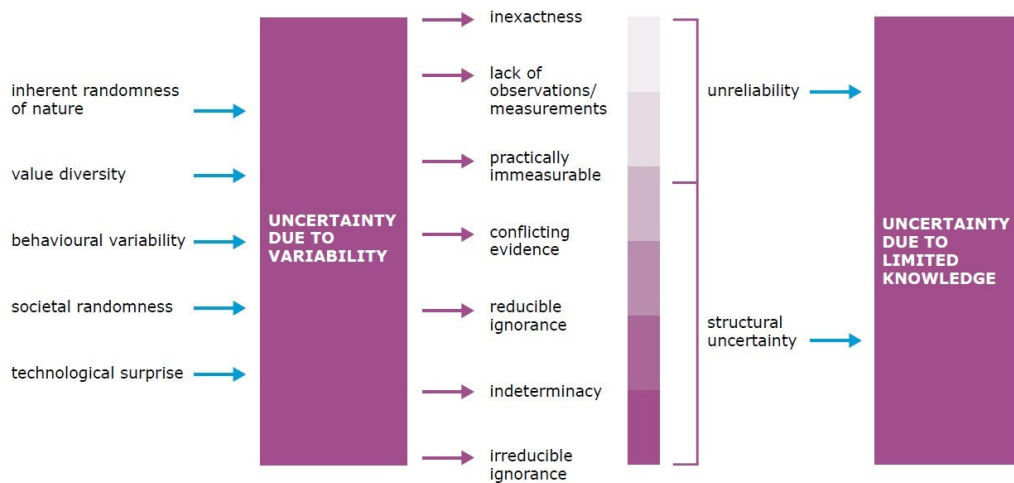 inherent randomness
of nature
value diversity
behavioural variability
societal randomness
technological surprise
UNCERTAINTY
DUE TO
VARIABILITY
inexactness
lack of
observations/
measurements
practically
immeasurable
conflicting
evidence
reducible
ignorance
indeterminacy
irreducible
ignorance
unreliability
structural
uncertainty
UNCERTAINTY
DUE TO
LIMITED
KNOWLEDGE